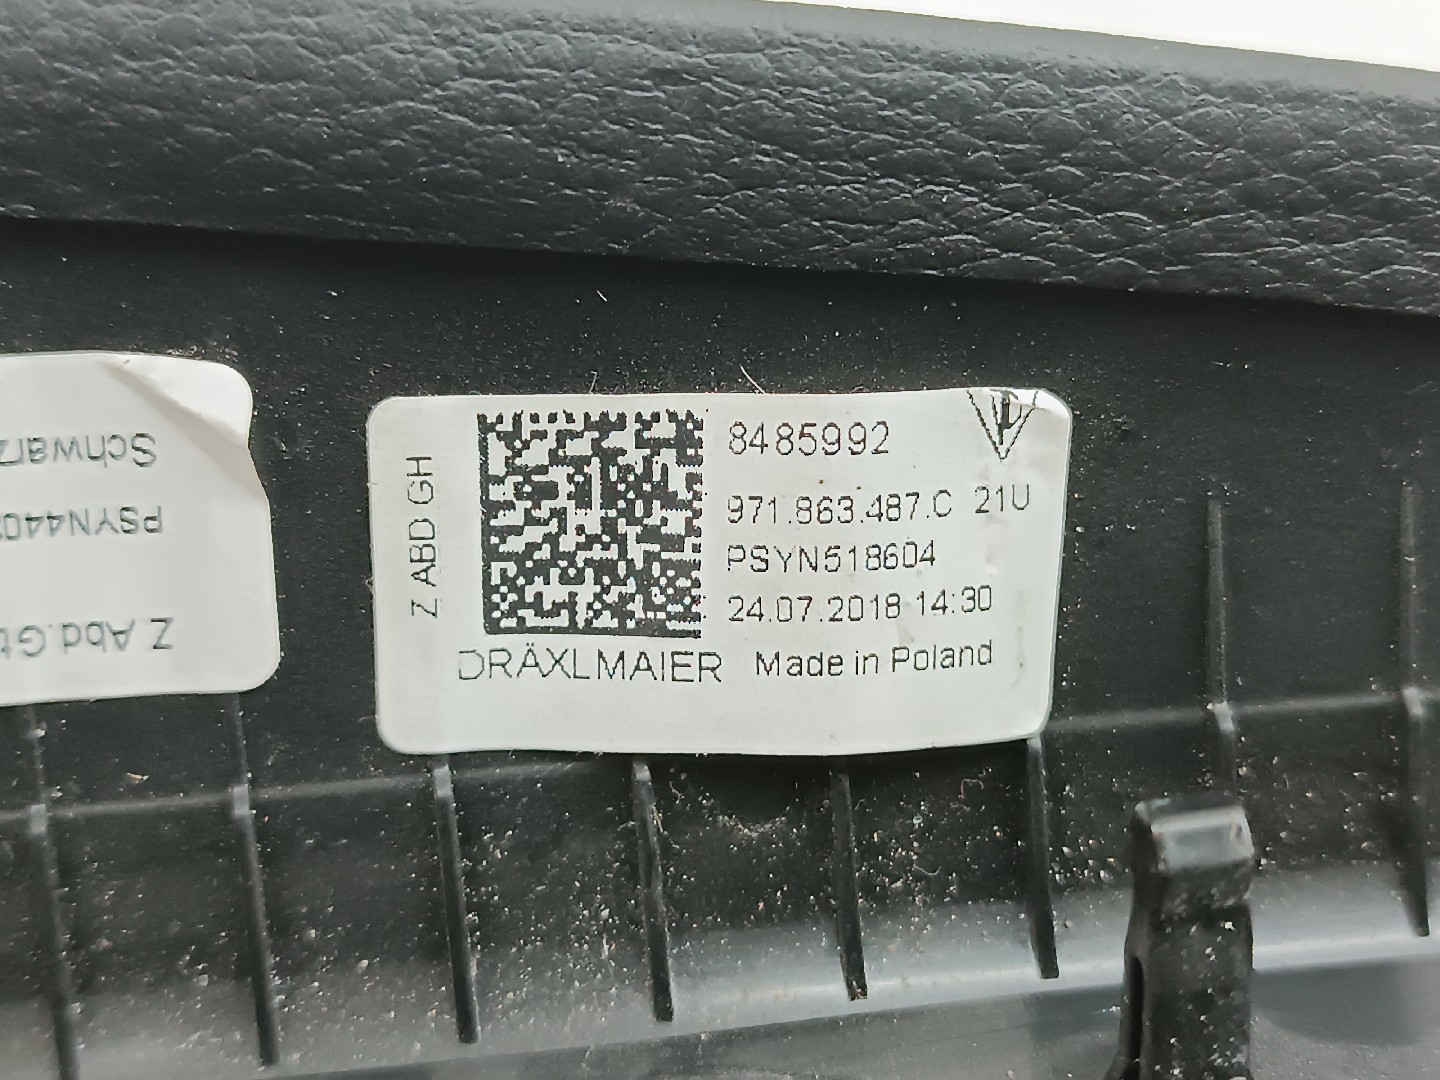 Z ABD GH
8485992
971.863.487.C 21U
PSYN518604
24.07.2018 14:30
DRÄXLMAIER Made in Poland
Z.Abd.Gt
PSYN440
Schwarz